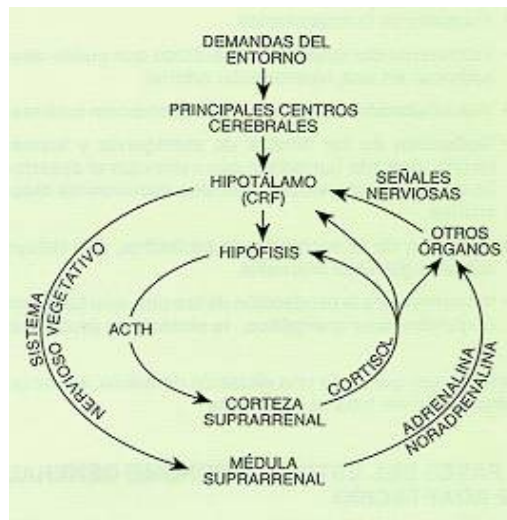 DEMANDAS DEL
ENTORNO
PRINCIPALES CENTROS
CEREBRALES
HIPOTÁLAMO
(CRF)
SEÑALES
NERVIOSAS
HIPÓFISIS
OTROS
ÓRGANOS
SISTEMA
NERVIOSO VEGETATIVO
ACTH
CORTISOL
CORTEZA
SUPRARRENAL
ADRENALINA
NORADRENALINA
MÉDULA
SUPRARRENAL